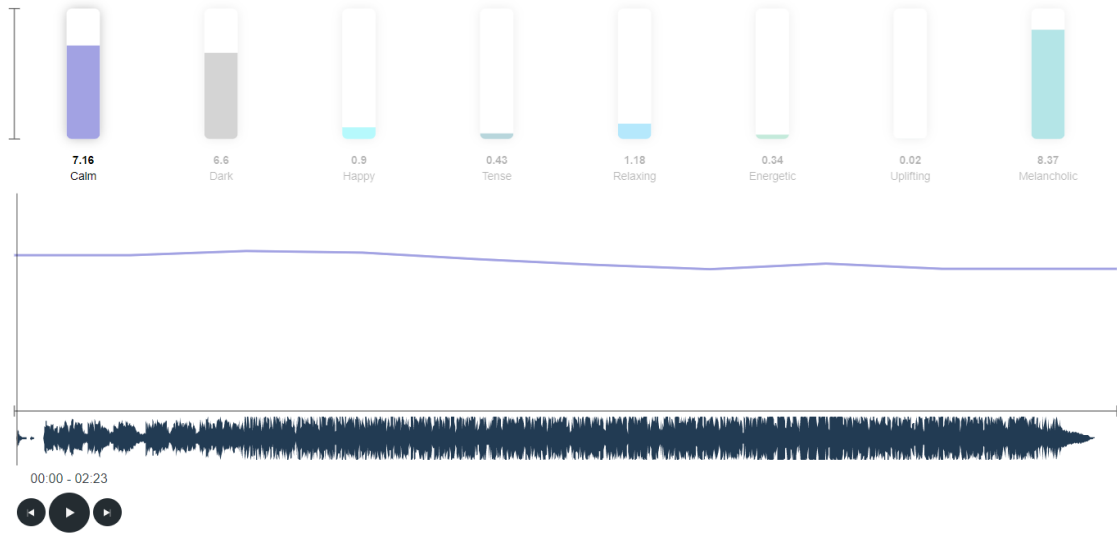 7.16 6.6 0.9 0.43 1.18 0.34 0.02 8.37
Calm Dark Happy Tense Relaxing Energetic Uplifting Melancholic
00:00 - 02:23